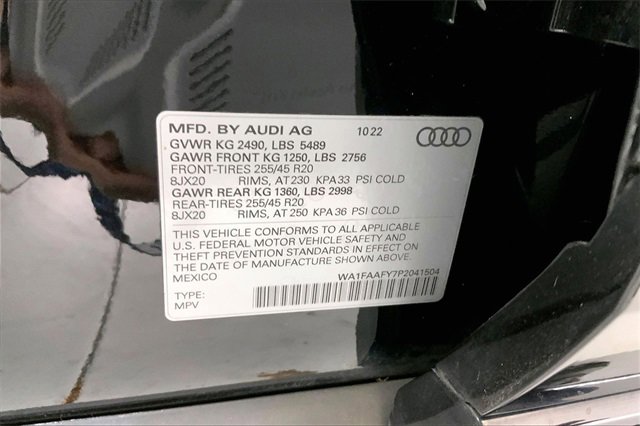 MFD. BY AUDI AG 10 22
GVWR KG 2490, LBS 5489
GAWR FRONT KG 1250, LBS 2756
FRONT-TIRES 255/45 R20
8JX20 RIMS, AT 230 KPA 33 PSI COLD
GAWR REAR KG 1360, LBS 2998
REAR-TIRES 255/45 R20
8JX20 RIMS, AT 250 KPA 36 PSI COLD
THIS VEHICLE CONFORMS TO ALL APPLICABLE
U.S. FEDERAL MOTOR VEHICLE SAFETY AND
THEFT PREVENTION STANDARDS IN EFFECT ON
THE DATE OF MANUFACTURE SHOWN ABOVE.
MEXICO WA1FAAFY7P2041504
TYPE:
MPV